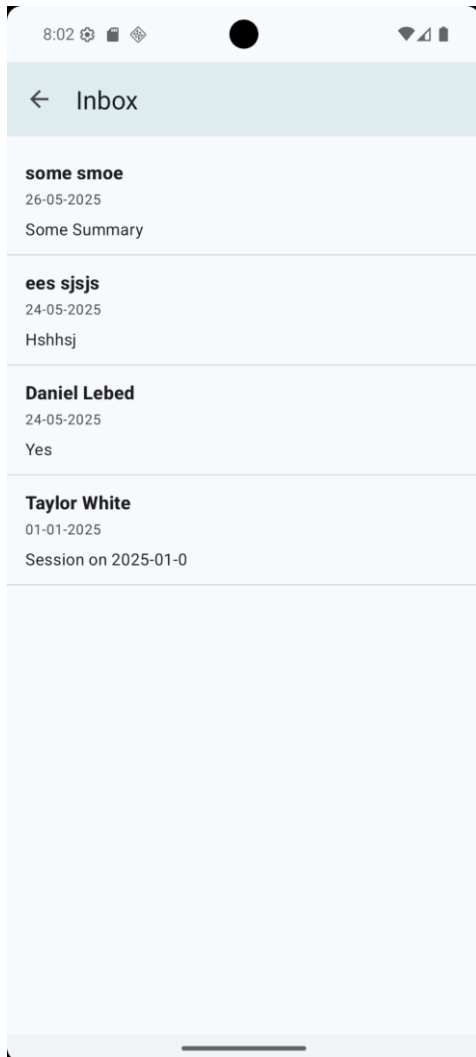 8:02
Inbox
some smoe
26-05-2025
Some Summary
ees sjsjs
24-05-2025
Hshhsj
Daniel Lebed
24-05-2025
Yes
Taylor White
01-01-2025
Session on 2025-01-0